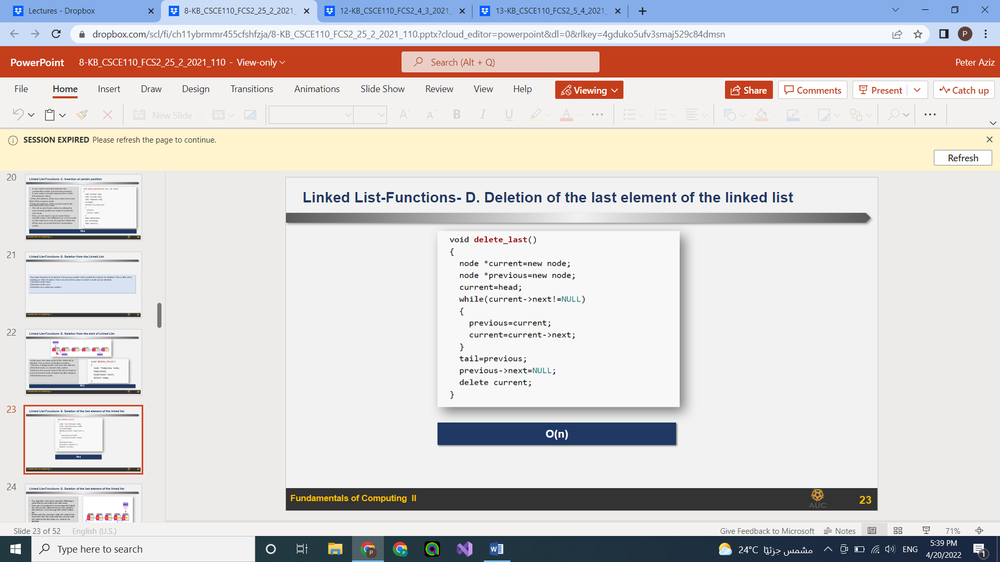 Lectures - Dropbox
8-KB_CSCE110_FCS2_25_2_2021_
12-KB_CSCE110_FCS2_4_3_2021_
13-KB_CSCE110_FCS2_5_4_2021_
dropbox.com/scl/fi/ch11ybrmmr455cfshfzja/8-KB_CSCE110_FCS2_25_2_2021_110.pptx?cloud_editor=powerpoint&dl=0&rlkey=4gduko5ufv3smaj529c84dmsn
P
PowerPoint 8-KB_CSCE110_FCS2_25_2_2021_110 - View-only
Search (Alt + Q)
Peter Aziz
File Home Insert Draw Design Transitions Animations Slide Show Review View Help
Viewing
Share
Comments
Present
Catch up
New Slide
SESSION EXPIRED Please refresh the page to continue.
Refresh
20
Linked List-Functions- C. Insertion at certain position
21
Linked List-Functions- D. Deletion from the Linked List
22
Linked List-Functions- D. Deletion from the start of Linked List
23
Linked List-Functions- D. Deletion of the last element of the linked list
24
Linked List-Functions- D. Deletion of the last element of the linked list
Linked List-Functions- D. Deletion of the last element of the linked list
void delete_last()
{
node *current=new node;
node *previous=new node;
current=head;
while(current->next!=NULL)
{
previous=current;
current=current->next;
}
tail=previous;
previous->next=NULL;
delete current;
}
O(n)
Fundamentals of Computing II
AUC
23
Slide 23 of 52
English (U.S.)
Give Feedback to Microsoft
Notes
71%
Type here to search
24°C مشمس جزئيًا
ENG
5:39 PM
4/20/2022
1